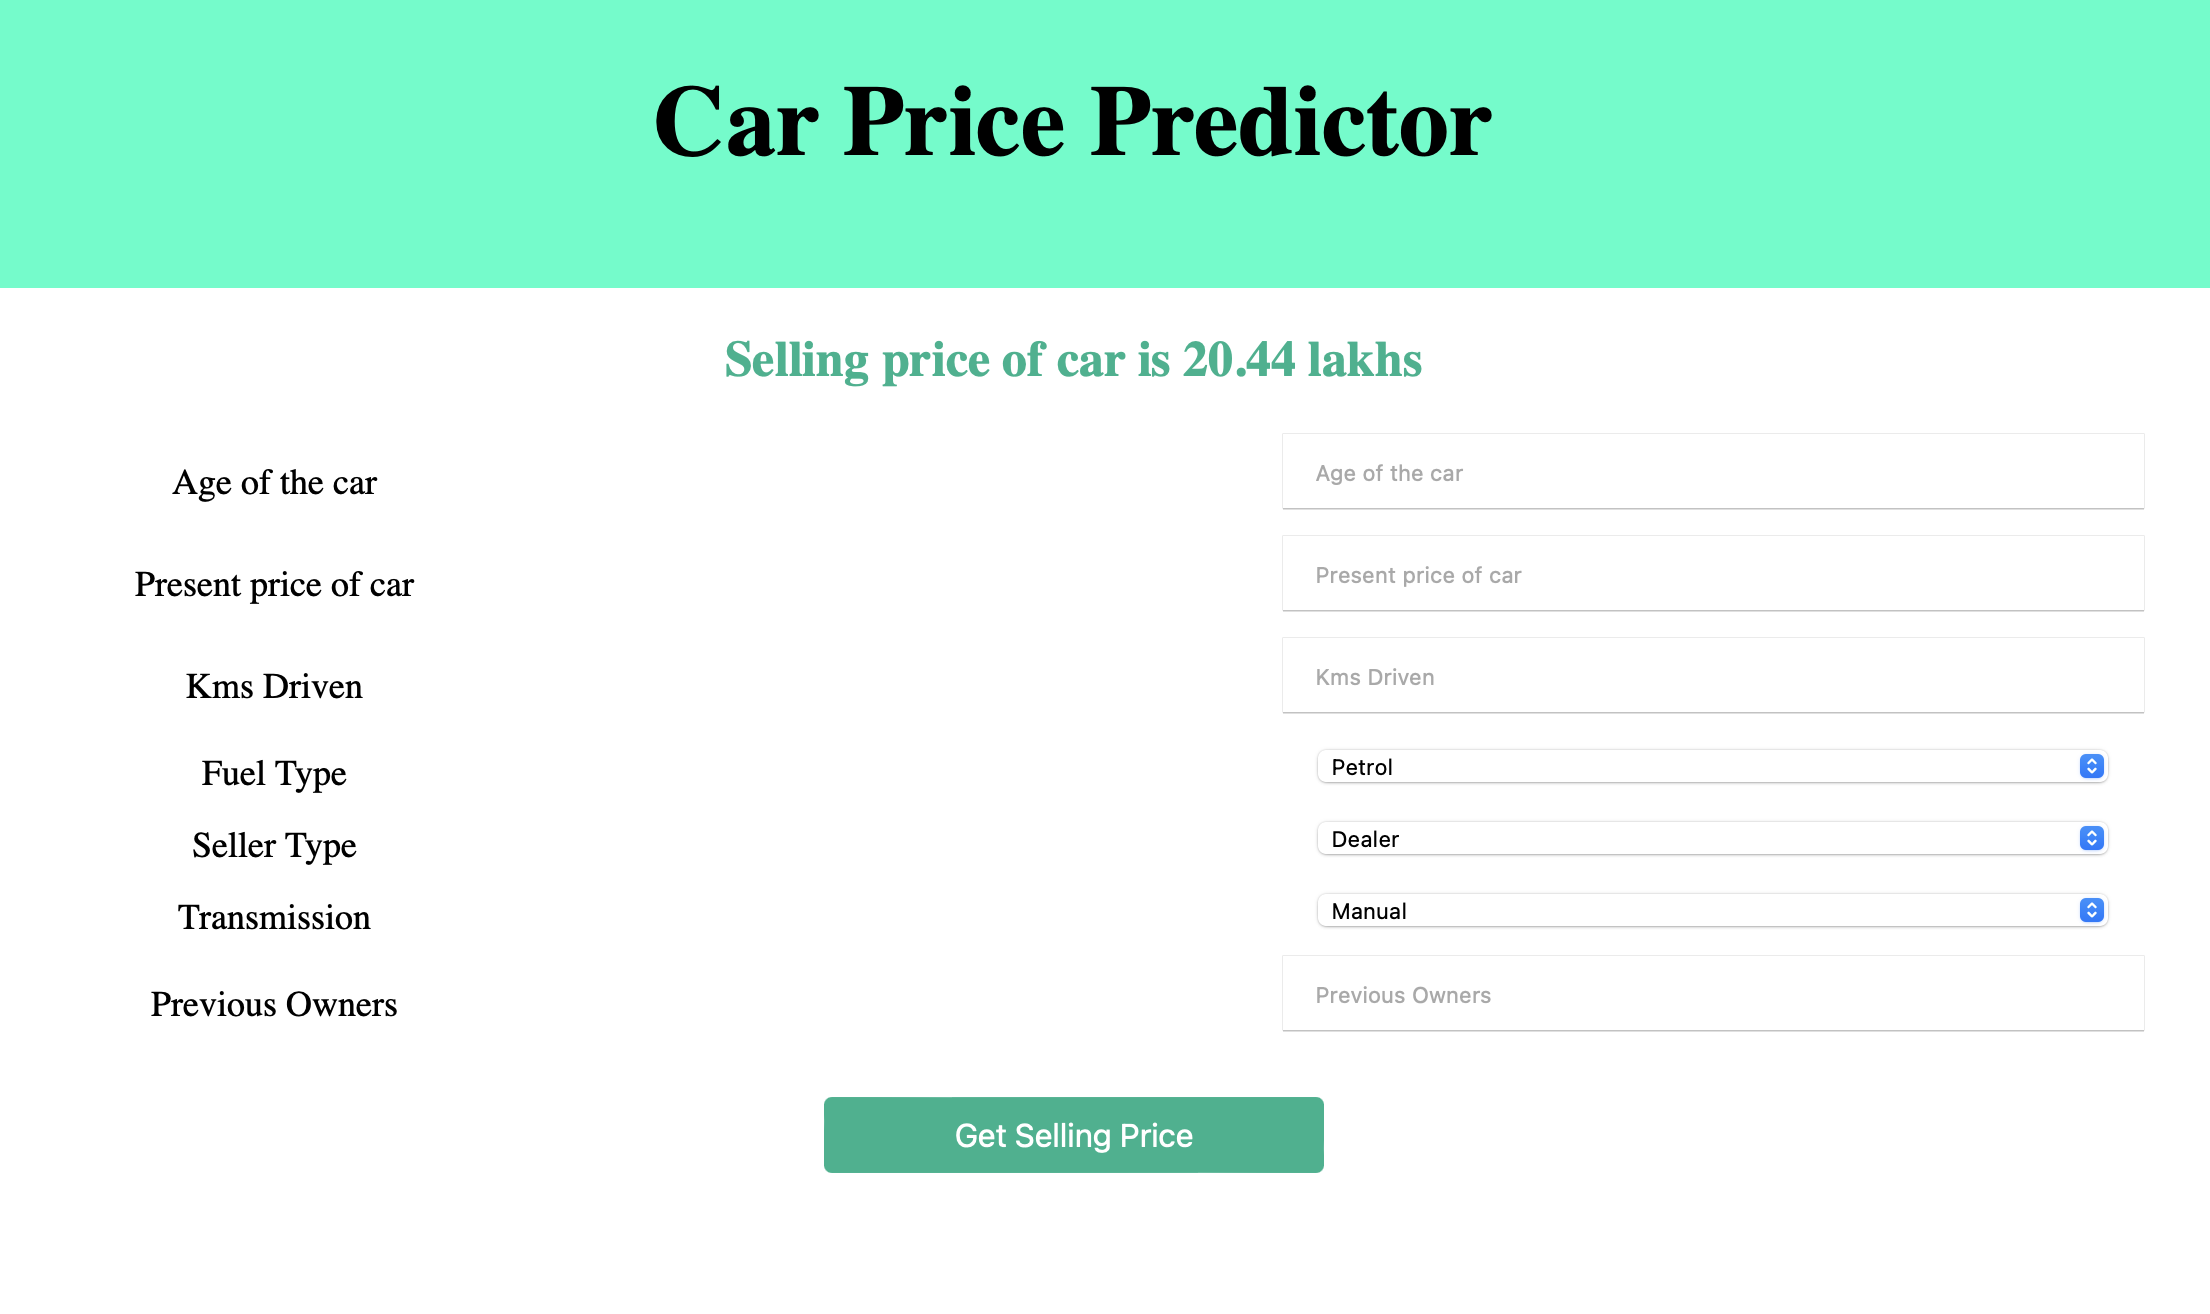 Car Price Predictor
Selling price of car is 20.44 lakhs
Age of the car
Age of the car
Present price of car
Present price of car
Kms Driven
Kms Driven
Fuel Type
Petrol
Seller Type
Dealer
Transmission
Manual
Previous Owners
Previous Owners
Get Selling Price